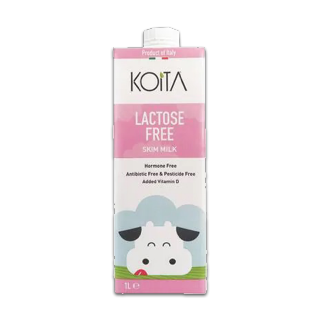 Product of Italy
KOITA
LACTOSE
FREE
SKIM MILK
Hormone Free
Antibiotic Free & Pesticide Free
Added Vitamin D
1L